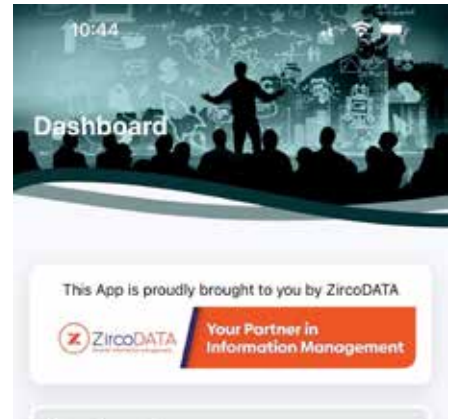 10:44
Dashboard
This App is proudly brought to you by ZircoDATA
ZircoDATA
Your Partner in
Information Management